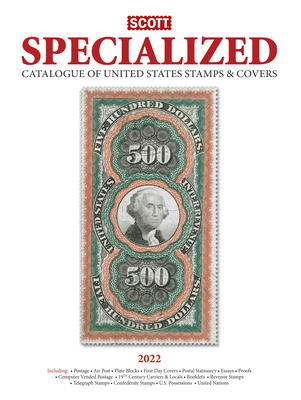 SCOTT
SPECIALIZED
CATALOGUE OF UNITED STATES STAMPS & COVERS
FIVE HUNDRED DOLLARS
500
UNITED STATES
INTER. REVENUE
500
FIVE HUNDRED DOLLARS
2022
Including: • Postage • Air Post • Plate Blocks • First Day Covers • Postal Stationery • Essays • Proofs
• Computer Vended Postage • 19TH Century Carriers & Locals • Booklets • Revenue Stamps
• Telegraph Stamps • Confederate Stamps • U.S. Possessions • United Nations